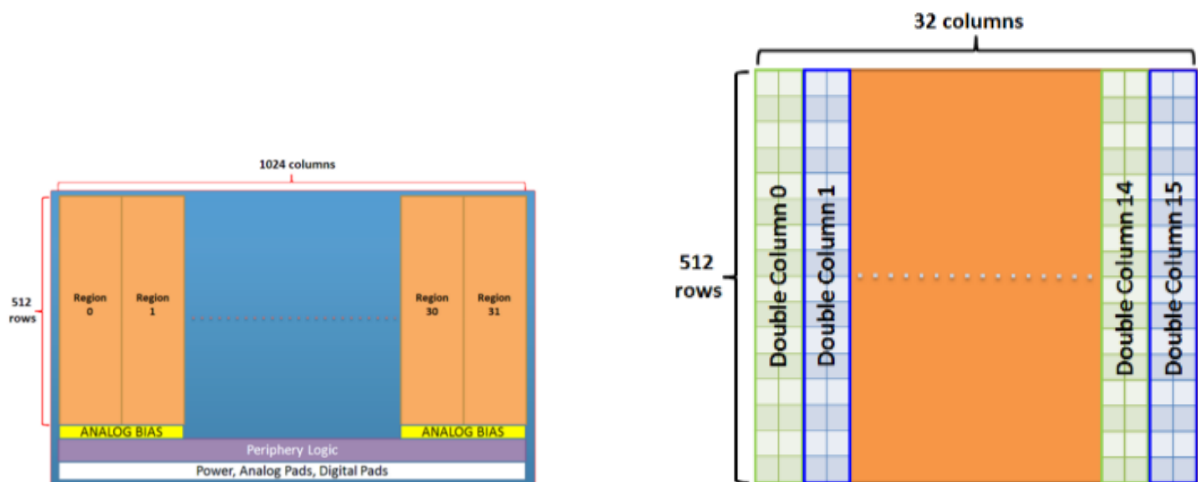 1024 columns
512
rows
Region
0
Region
1
Region
30
Region
31
ANALOG BIAS
ANALOG BIAS
Periphery Logic
Power, Analog Pads, Digital Pads
32 columns
512
rows
Double Column 0
Double Column 1
Double Column 14
Double Column 15